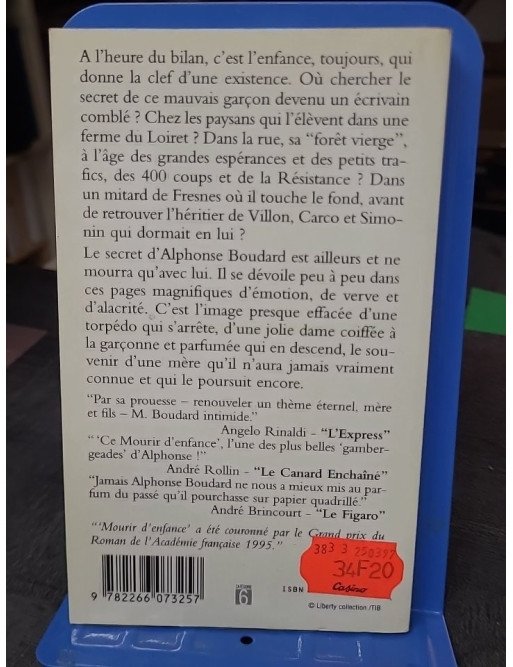 A l'heure du bilan, c'est l'enfance, toujours, qui
donne la clef d'une existence. Où chercher le
secret de ce mauvais garçon devenu un écrivain
comblé ? Chez les paysans qui l'élèvent dans une
ferme du Loiret ? Dans la rue, sa “forêt vierge”,
à l'âge des grandes espérances et des petits tra-
fics, des 400 coups et de la Résistance ? Dans
un mitard de Fresnes où il touche le fond, avant
de retrouver l'héritier de Villon, Carco et Simo-
nin qui dormait en lui ?
Le secret d'Alphonse Boudard est ailleurs et ne
mourra qu'avec lui. Il se dévoile peu à peu dans
ces pages magnifiques d'émotion, de verve et
d'alacrité. C'est l'image presque effacée d'une
torpédo qui s'arrête, d'une jolie dame coiffée à
la garçonne et parfumée qui en descend, le sou-
venir d'une mère qu'il n'aura jamais vraiment
connue et qui le poursuit encore.
“Par sa prouesse – renouveler un thème éternel, mère
et fils – M. Boudard intimide.”
Angelo Rinaldi - “L'Express”
“ ‘Ce Mourir d'enfance’, l'une des plus belles ‘gamber-
geades’ d'Alphonse !”
André Rollin - “Le Canard Enchaîné”
“Jamais Alphonse Boudard ne nous a mieux mis au par-
fum du passé qu'il pourchasse sur papier quadrillé.”
André Brincourt - “Le Figaro”
“‘Mourir d'enfance’ a été couronné par le Grand prix du
Roman de l'Académie française 1995.”
383 3 250397
34F20
Casino
9 782266 073257
CATÉGORIE
6
ISBN
© Liberty collection /TIB